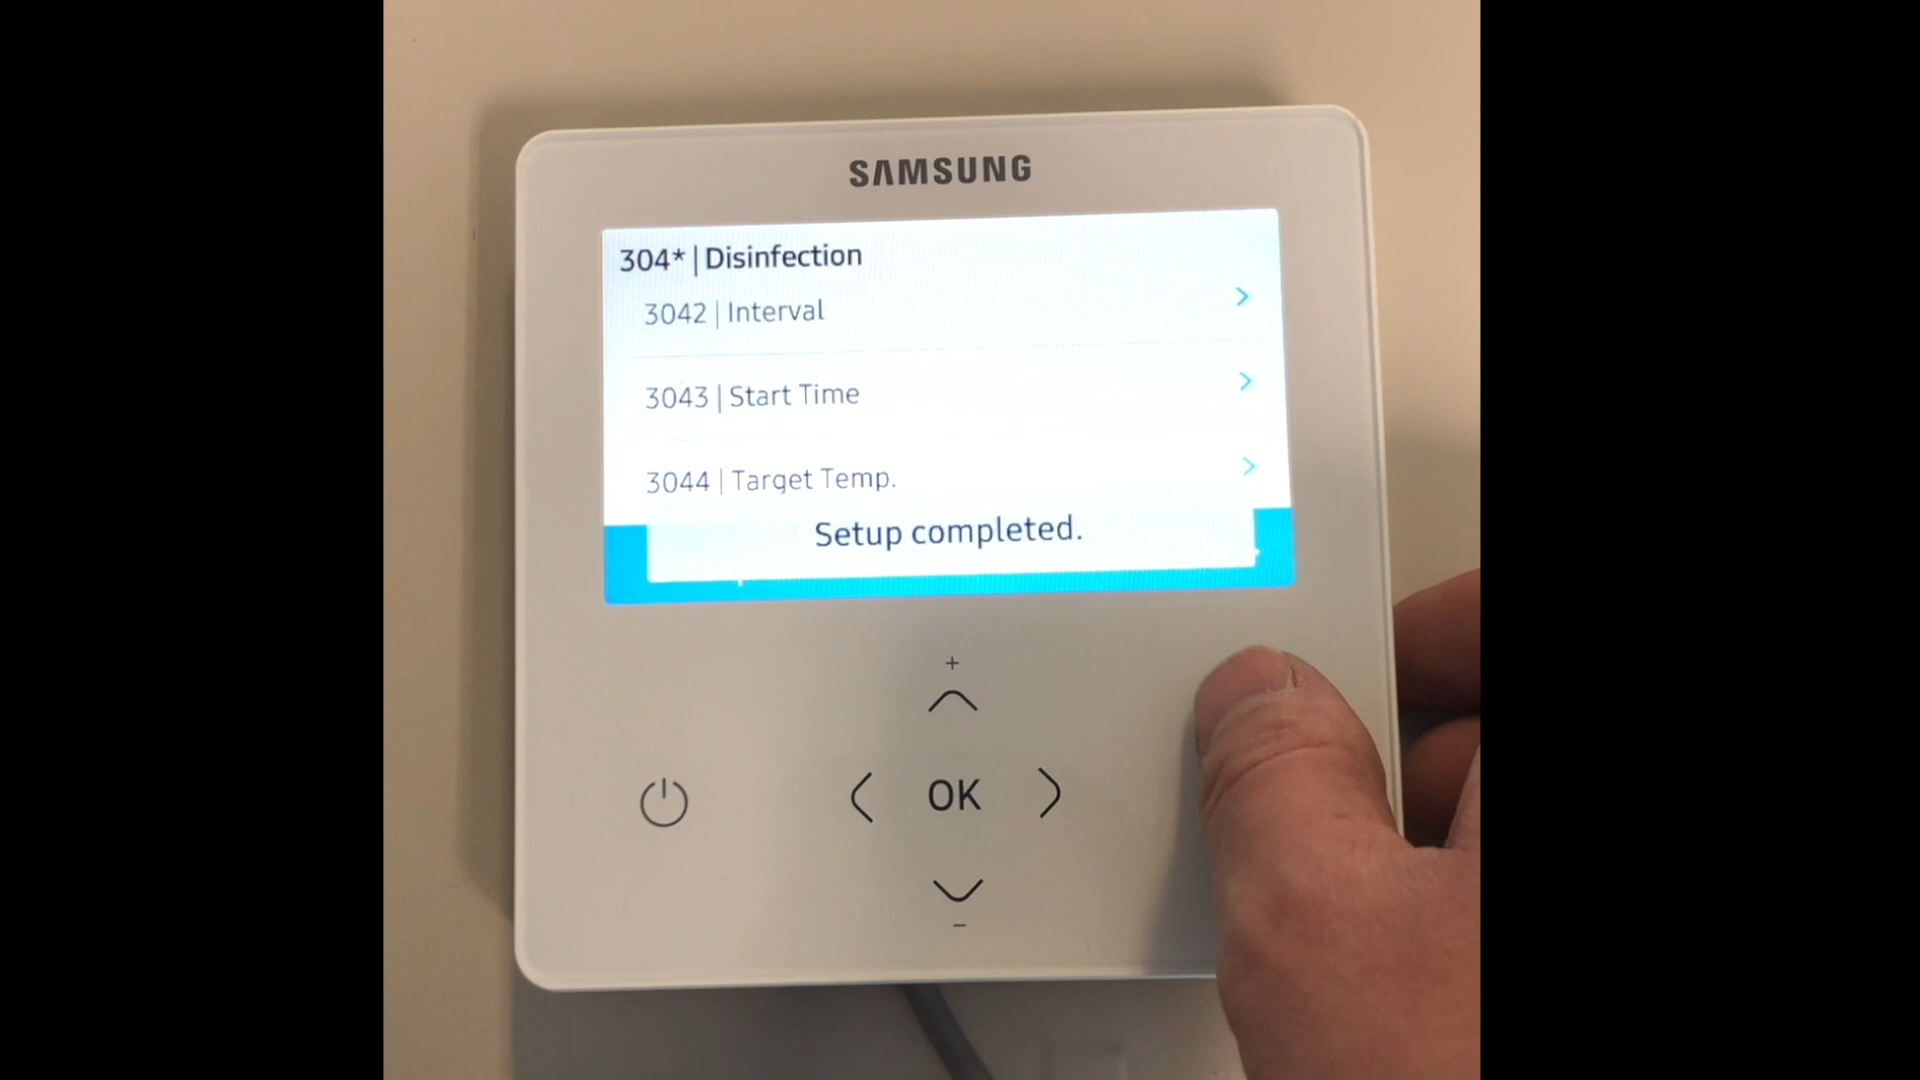 SAMSUNG
304* | Disinfection
3042 | Interval
3043 | Start Time
3044 | Target Temp.
Setup completed.
+
OK
-